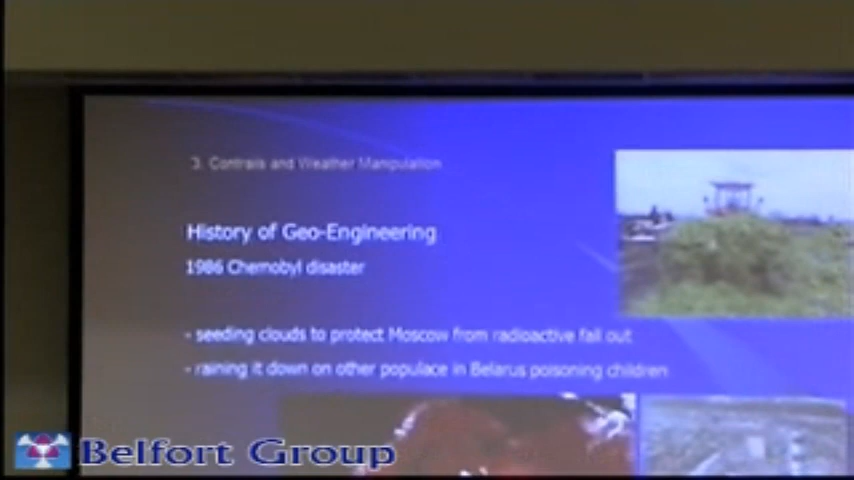 3. Contrails and Weather Manipulation
History of Geo-Engineering
1986 Chernobyl disaster
- seeding clouds to protect Moscow from radioactive fall out
- raining it down on other populace in Belarus poisoning children
Belfort Group